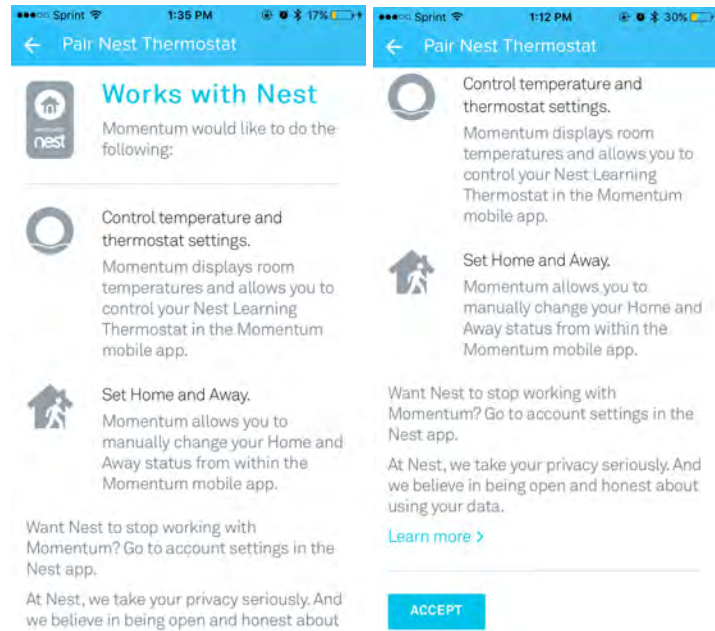 Sprint 1:35 PM 17%
Pair Nest Thermostat
Works with Nest
nest
Momentum would like to do the
following:
Control temperature and
thermostat settings.
Momentum displays room
temperatures and allows you to
control your Nest Learning
Thermostat in the Momentum
mobile app.
Set Home and Away.
Momentum allows you to
manually change your Home and
Away status from within the
Momentum mobile app.
Want Nest to stop working with
Momentum? Go to account settings in the
Nest app.
At Nest, we take your privacy seriously. And
we believe in being open and honest about
Sprint 1:12 PM 30%
Pair Nest Thermostat
Control temperature and
thermostat settings.
Momentum displays room
temperatures and allows you to
control your Nest Learning
Thermostat in the Momentum
mobile app.
Set Home and Away.
Momentum allows you to
manually change your Home and
Away status from within the
Momentum mobile app.
Want Nest to stop working with
Momentum? Go to account settings in the
Nest app.
At Nest, we take your privacy seriously. And
we believe in being open and honest about
using your data.
Learn more >
ACCEPT